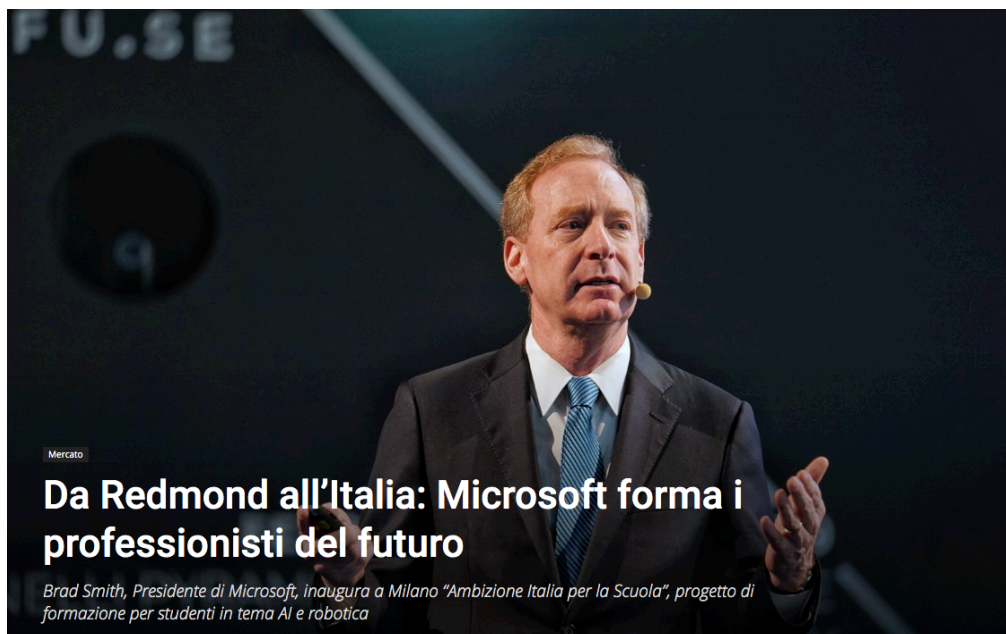 FU.SE
Mercato
Da Redmond all’Italia: Microsoft forma i
professionisti del futuro
Brad Smith, Presidente di Microsoft, inaugura a Milano “Ambizione Italia per la Scuola”, progetto di
formazione per studenti in tema AI e robotica